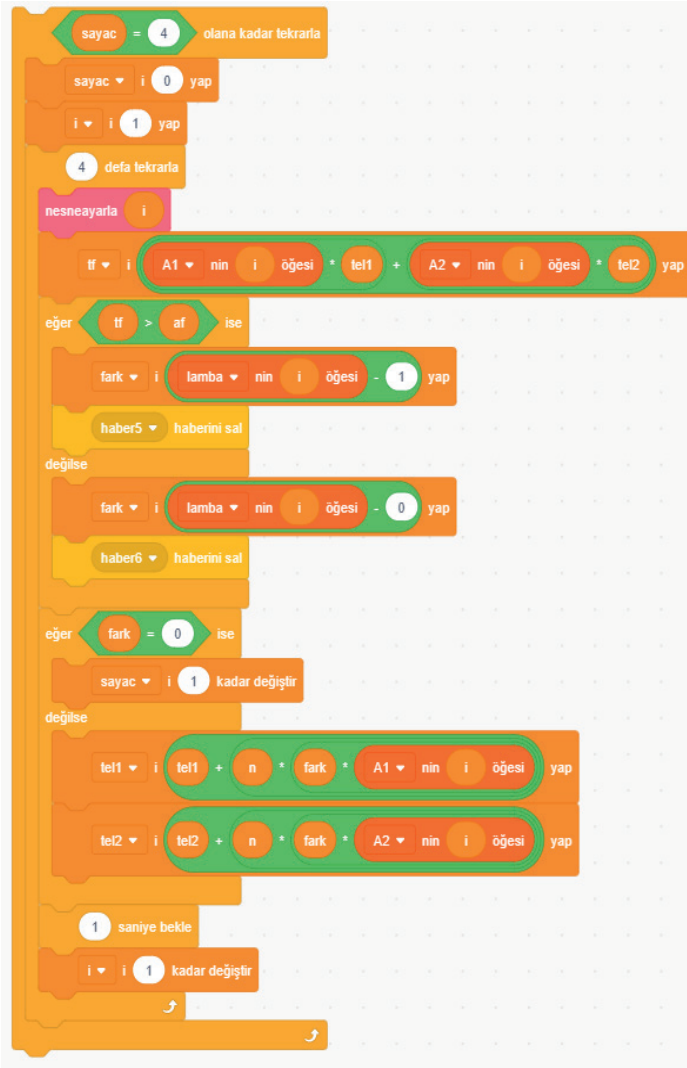 sayac = 4 olana kadar tekrarla
sayac i 0 yap
i i 1 yap
4 defa tekrarla
nesneayarla i
tf i A1 nin i öğesi * tel1 + A2 nin i öğesi * tel2 yap
eğer tf > af ise
fark i lamba nin i öğesi - 1 yap
haber5 haberini sal
değilse
fark i lamba nin i öğesi - 0 yap
haber6 haberini sal
eğer fark = 0 ise
sayac i 1 kadar değiştir
değilse
tel1 i tel1 + n * fark * A1 nin i öğesi yap
tel2 i tel2 + n * fark * A2 nin i öğesi yap
1 saniye bekle
i i 1 kadar değiştir